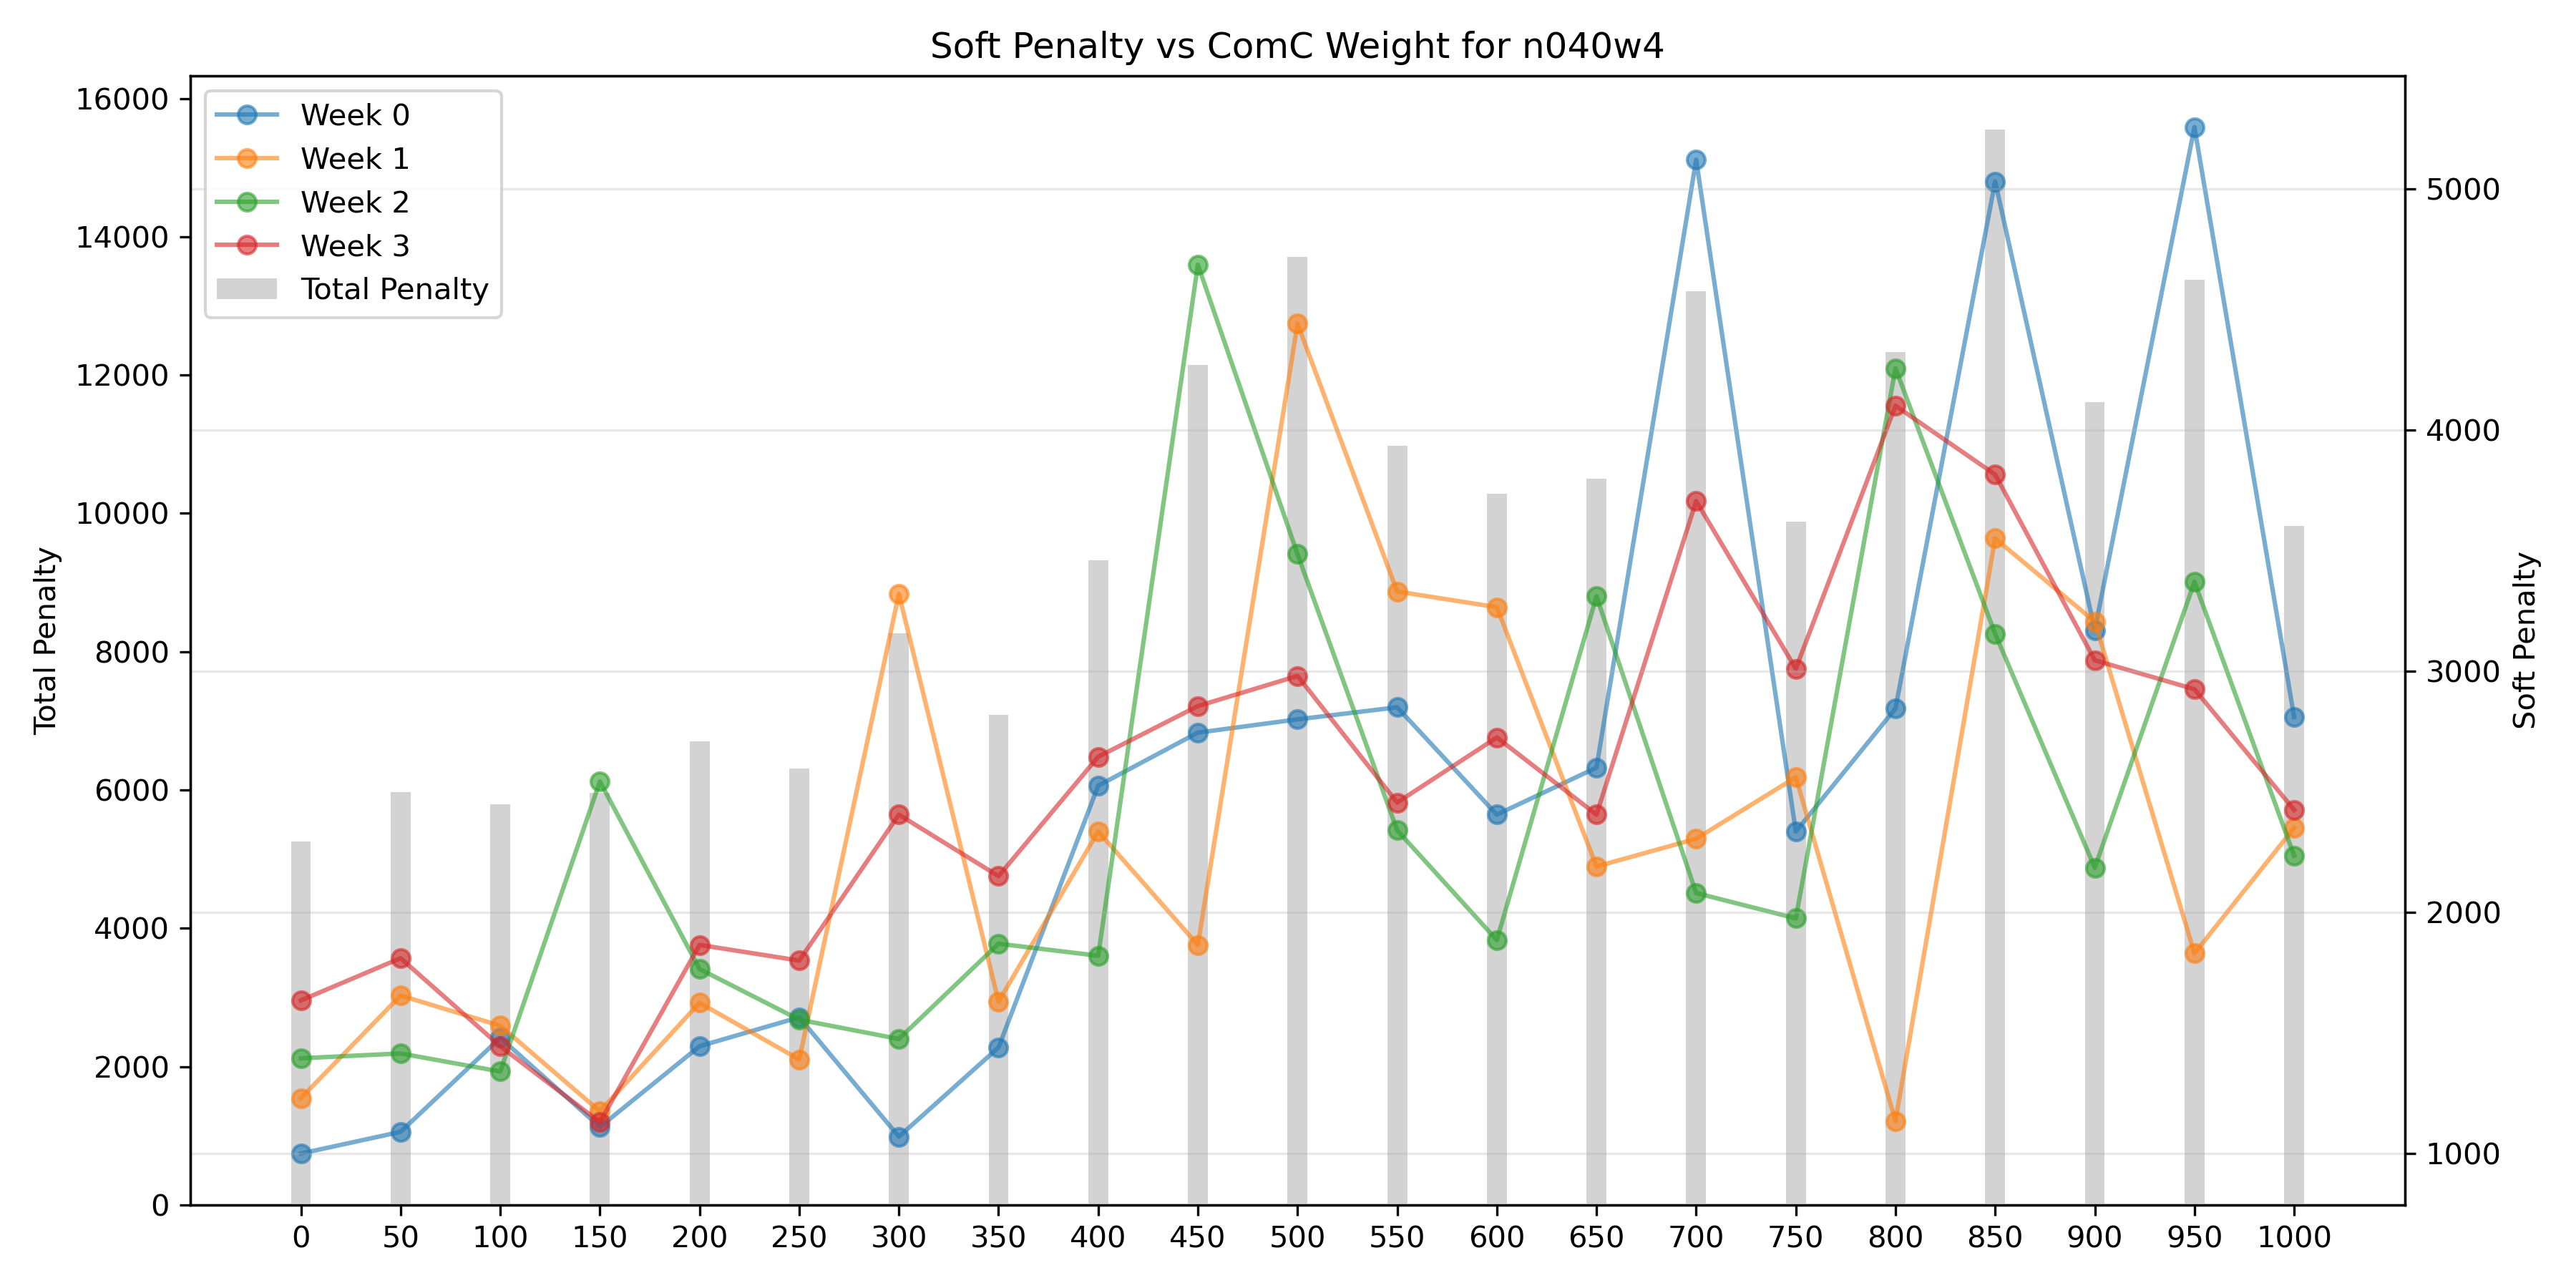 Soft Penalty vs ComC Weight for n040w4
Week 0
Week 1
Week 2
Week 3
Total Penalty
16000
14000
12000
10000
8000
6000
4000
2000
0
Total Penalty
5000
4000
3000
2000
1000
Soft Penalty
0 50 100 150 200 250 300 350 400 450 500 550 600 650 700 750 800 850 900 950 1000